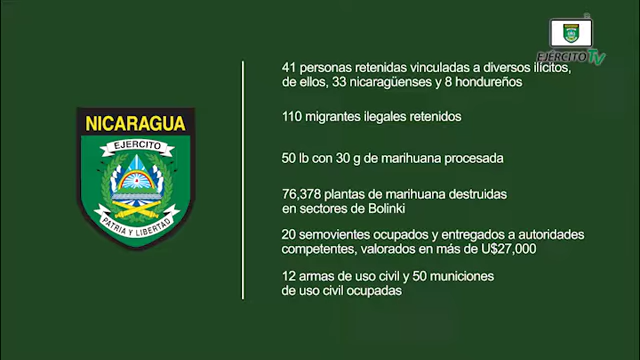 EJÉRCITO TV
41 personas retenidas vinculadas a diversos ilícitos,
de ellos, 33 nicaragüenses y 8 hondureños
110 migrantes ilegales retenidos
50 lb con 30 g de marihuana procesada
76,378 plantas de marihuana destruidas
en sectores de Bolinki
20 semovientes ocupados y entregados a autoridades
competentes, valorados en más de U$27,000
12 armas de uso civil y 50 municiones
de uso civil ocupadas
NICARAGUA
EJERCITO
PATRIA Y LIBERTAD